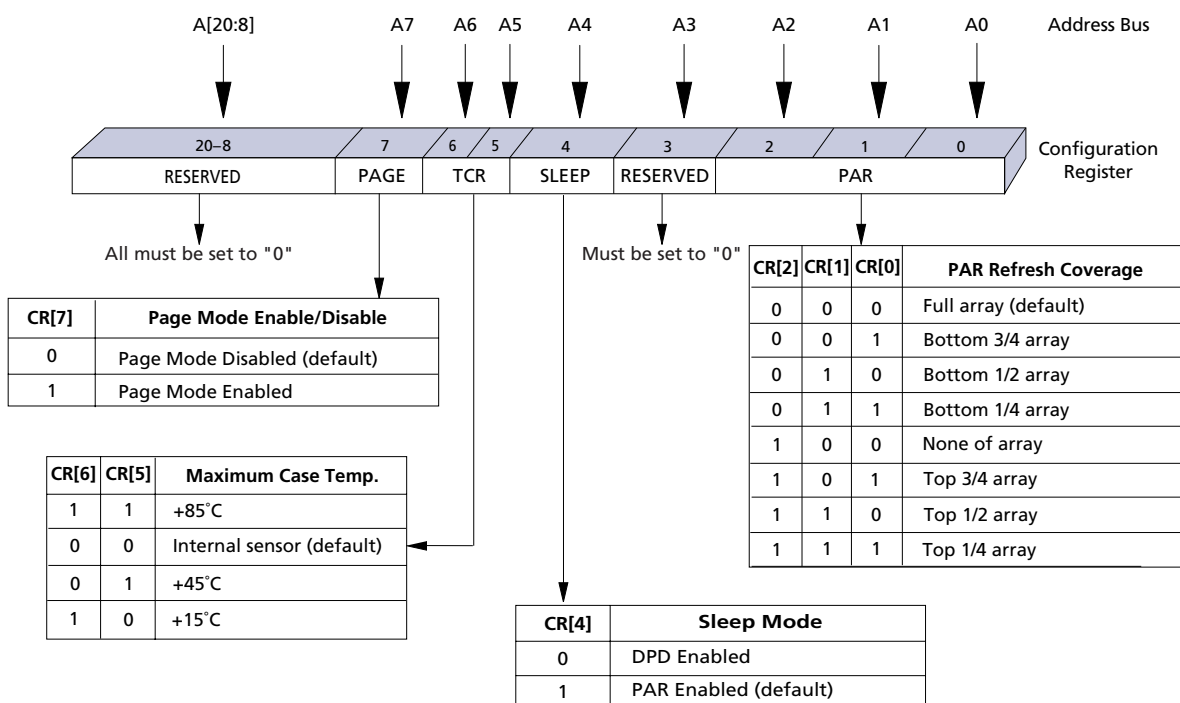 A[20:8] A7 A6 A5 A4 A3 A2 A1 A0 Address Bus
20–8 7 6 5 4 3 2 1 0
Configuration
Register
RESERVED PAGE TCR SLEEP RESERVED PAR
All must be set to "0"
Must be set to "0"
CR[7] Page Mode Enable/Disable
0 Page Mode Disabled (default)
1 Page Mode Enabled
CR[6] CR[5] Maximum Case Temp.
1 1 +85˚C
0 0 Internal sensor (default)
0 1 +45˚C
1 0 +15˚C
CR[4] Sleep Mode
0 DPD Enabled
1 PAR Enabled (default)
CR[2] CR[1] CR[0] PAR Refresh Coverage
0 0 0 Full array (default)
0 0 1 Bottom 3/4 array
0 1 0 Bottom 1/2 array
0 1 1 Bottom 1/4 array
1 0 0 None of array
1 0 1 Top 3/4 array
1 1 0 Top 1/2 array
1 1 1 Top 1/4 array